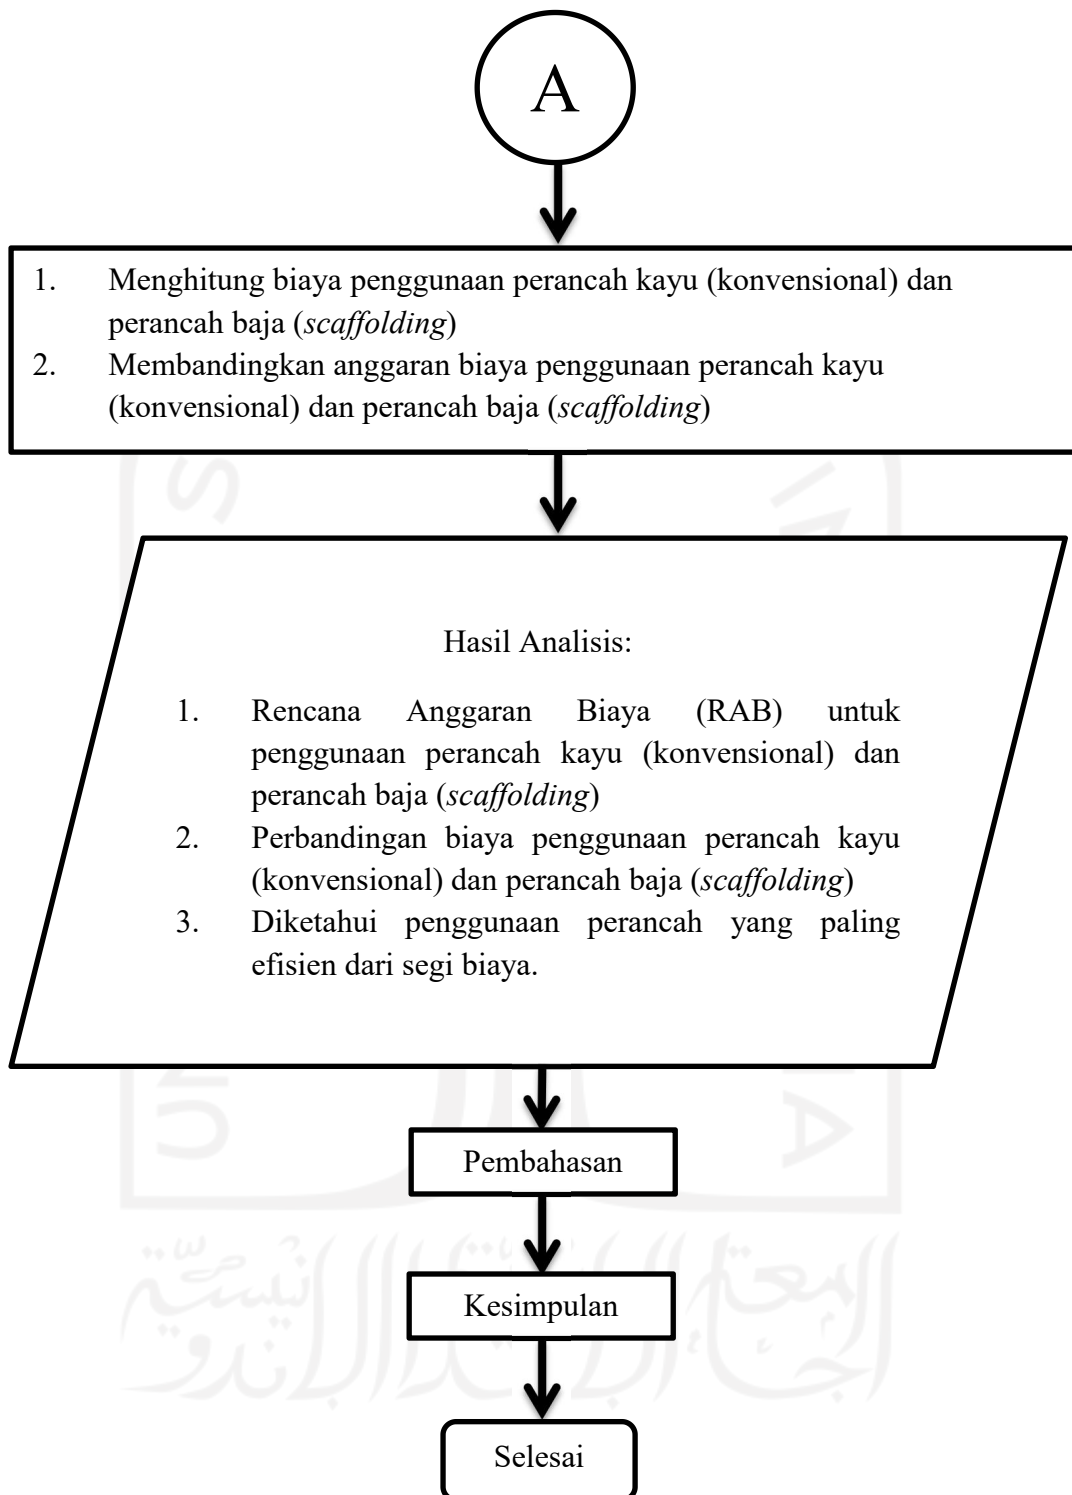 A
1. Menghitung biaya penggunaan perancah kayu (konvensional) dan
perancah baja (scaffolding)
2. Membandingkan anggaran biaya penggunaan perancah kayu
(konvensional) dan perancah baja (scaffolding)
Hasil Analisis:
1. Rencana Anggaran Biaya (RAB) untuk
penggunaan perancah kayu (konvensional) dan
perancah baja (scaffolding)
2. Perbandingan biaya penggunaan perancah kayu
(konvensional) dan perancah baja (scaffolding)
3. Diketahui penggunaan perancah yang paling
efisien dari segi biaya.
Pembahasan
Kesimpulan
Selesai